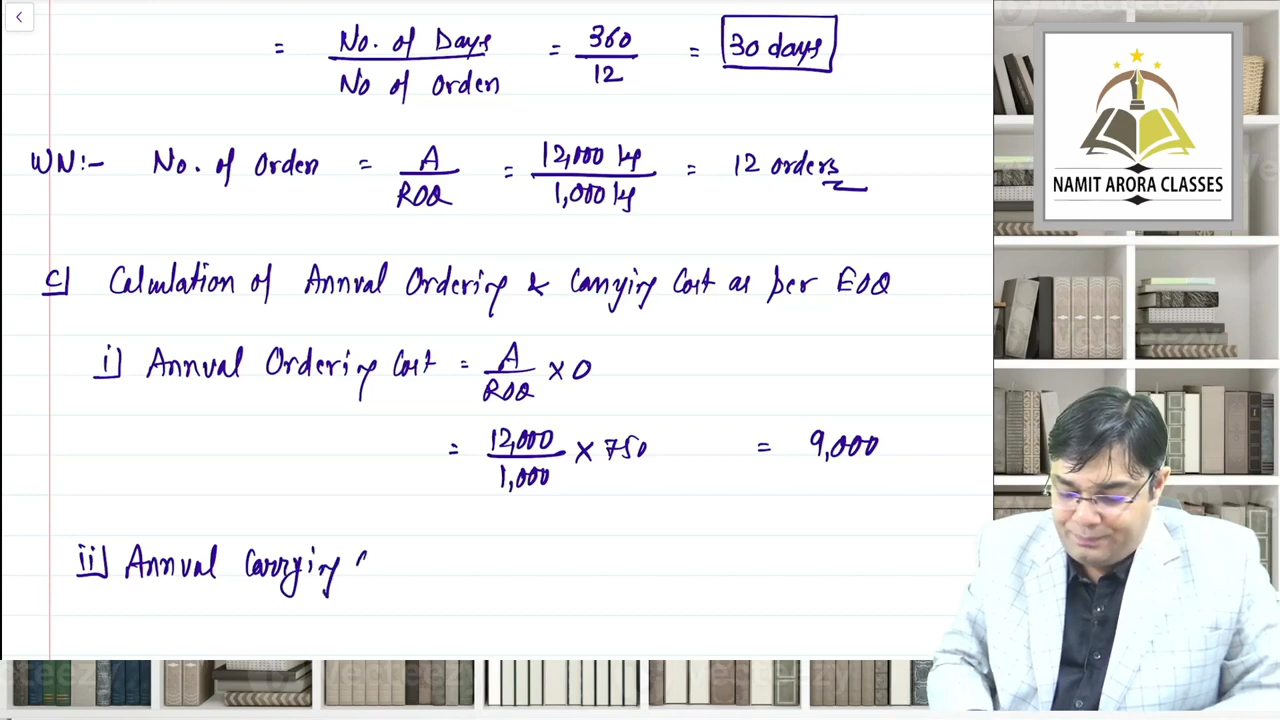 = No. of Days / No of Order = 360 / 12 = 30 days
WN:- No. of Orden = A / ROQ = 12,000 kg / 1,000 kg = 12 orders
c] Calculation of Annual Ordering & Carrying Cost as per EOQ
i] Annual Ordering Cost = A / ROQ × O
= 12,000 / 1,000 × 750 = 9,000
ii] Annual Carrying
NAMIT ARORA CLASSES